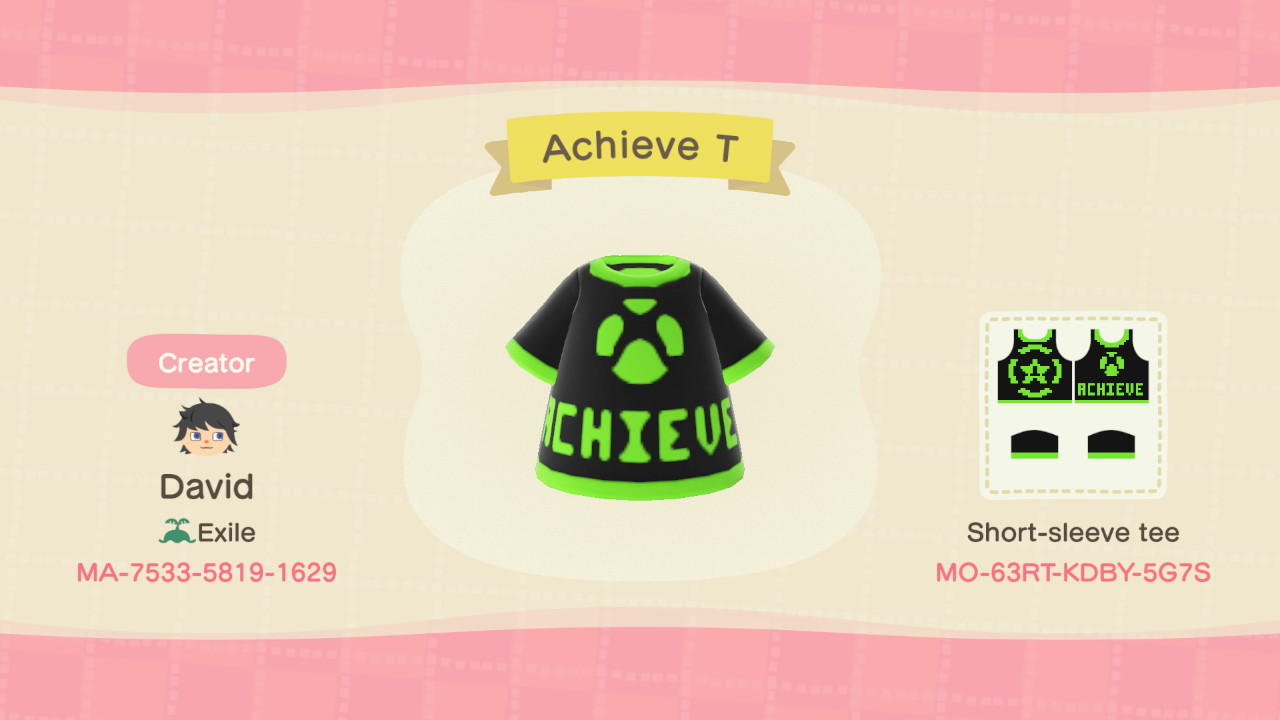 Achieve T
ACHIEVE
Creator
David
Exile
MA-7533-5819-1629
ACHIEVE
Short-sleeve tee
MO-63RT-KDBY-5G7S